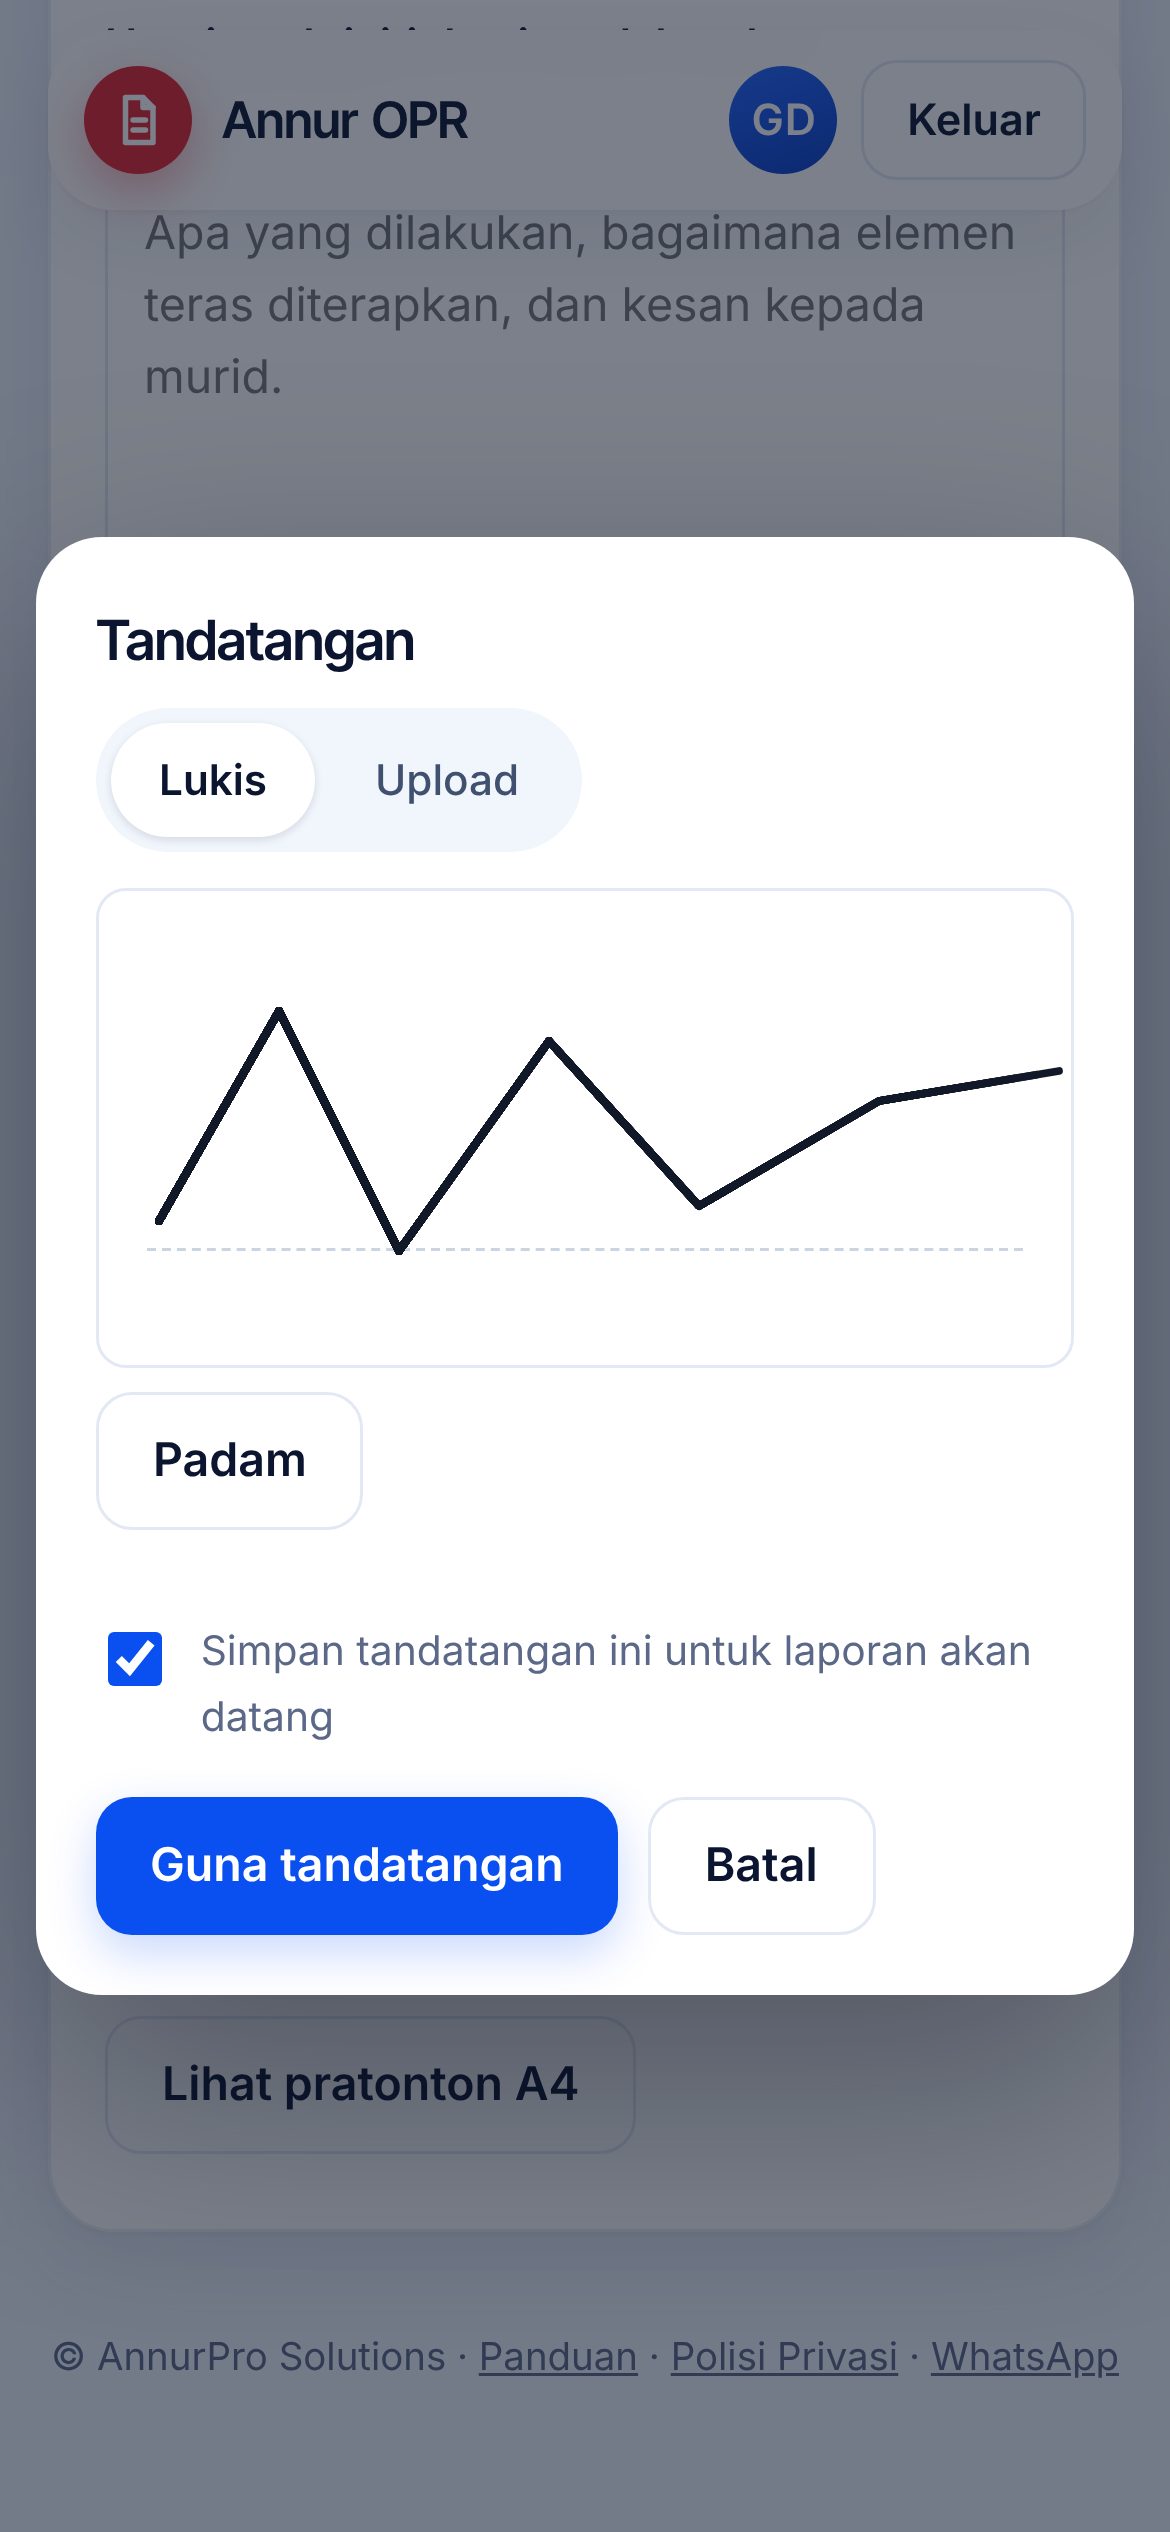 Annur OPR
GD
Keluar
Apa yang dilakukan, bagaimana elemen
teras diterapkan, dan kesan kepada
murid.
Tandatangan
Lukis
Upload
Padam
Simpan tandatangan ini untuk laporan akan
datang
Guna tandatangan
Batal
Lihat pratonton A4
© AnnurPro Solutions · Panduan · Polisi Privasi · WhatsApp